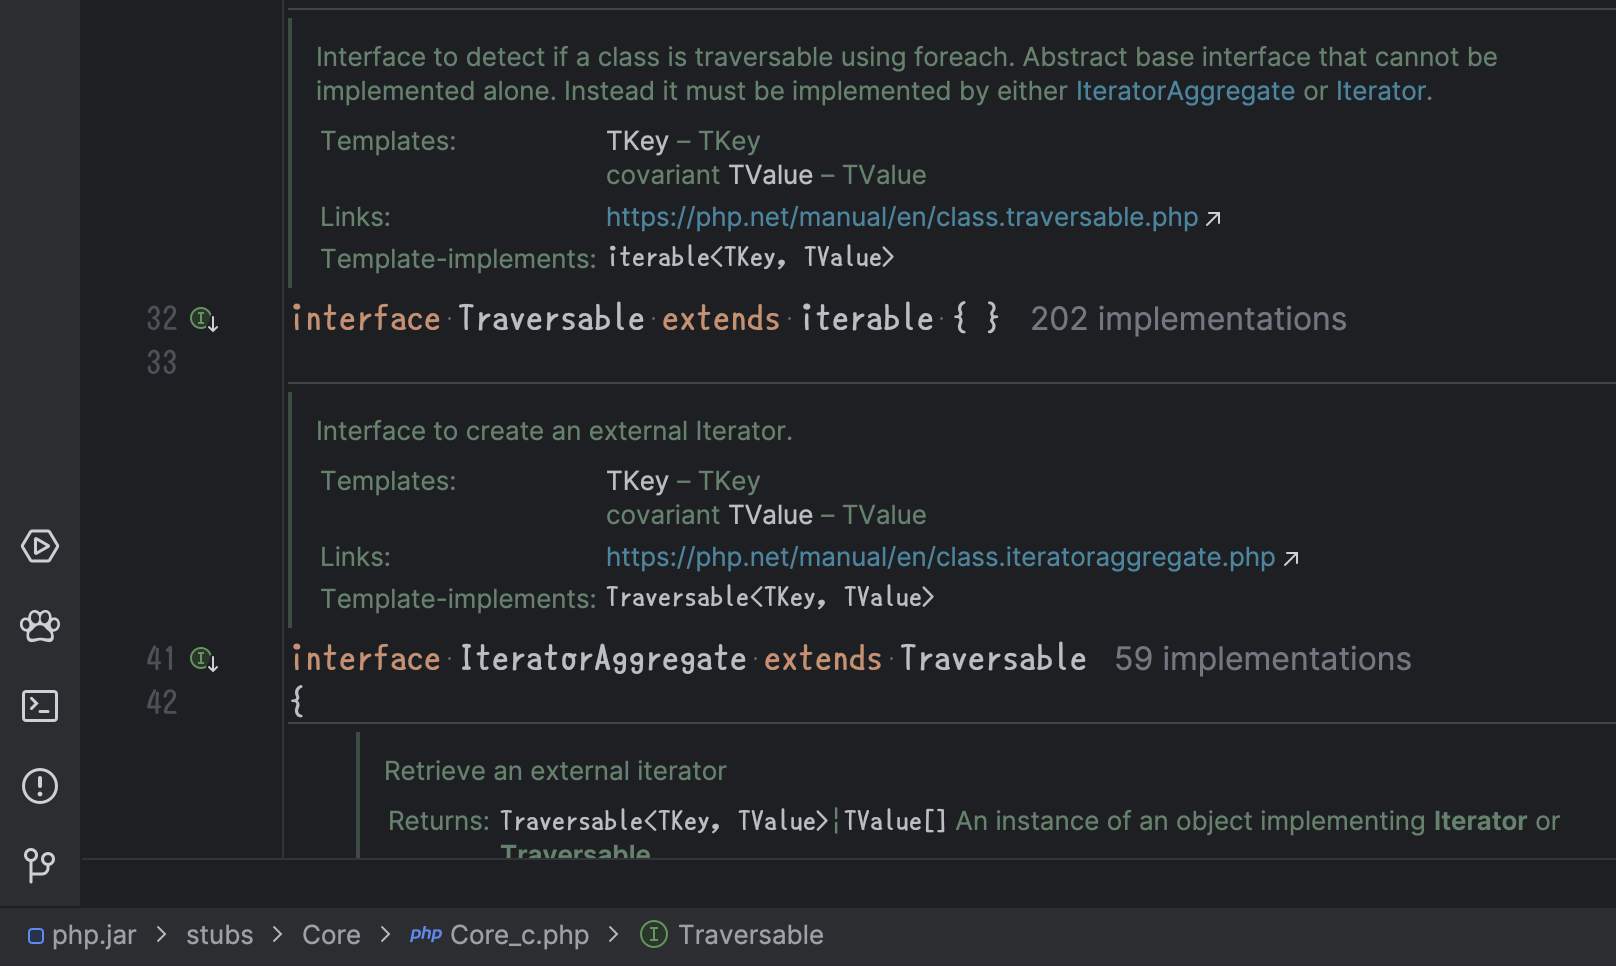 Interface to detect if a class is traversable using foreach. Abstract base interface that cannot be
implemented alone. Instead it must be implemented by either IteratorAggregate or Iterator.
Templates: TKey – TKey
covariant TValue – TValue
Links: https://php.net/manual/en/class.traversable.php
Template-implements: iterable<TKey, TValue>
32 interface Traversable extends iterable { } 202 implementations
33
Interface to create an external Iterator.
Templates: TKey – TKey
covariant TValue – TValue
Links: https://php.net/manual/en/class.iteratoraggregate.php
Template-implements: Traversable<TKey, TValue>
41 interface IteratorAggregate extends Traversable 59 implementations
42 {
Retrieve an external iterator
Returns: Traversable<TKey, TValue>|TValue[] An instance of an object implementing Iterator or
Traversable
php.jar > stubs > Core > php Core_c.php > I Traversable